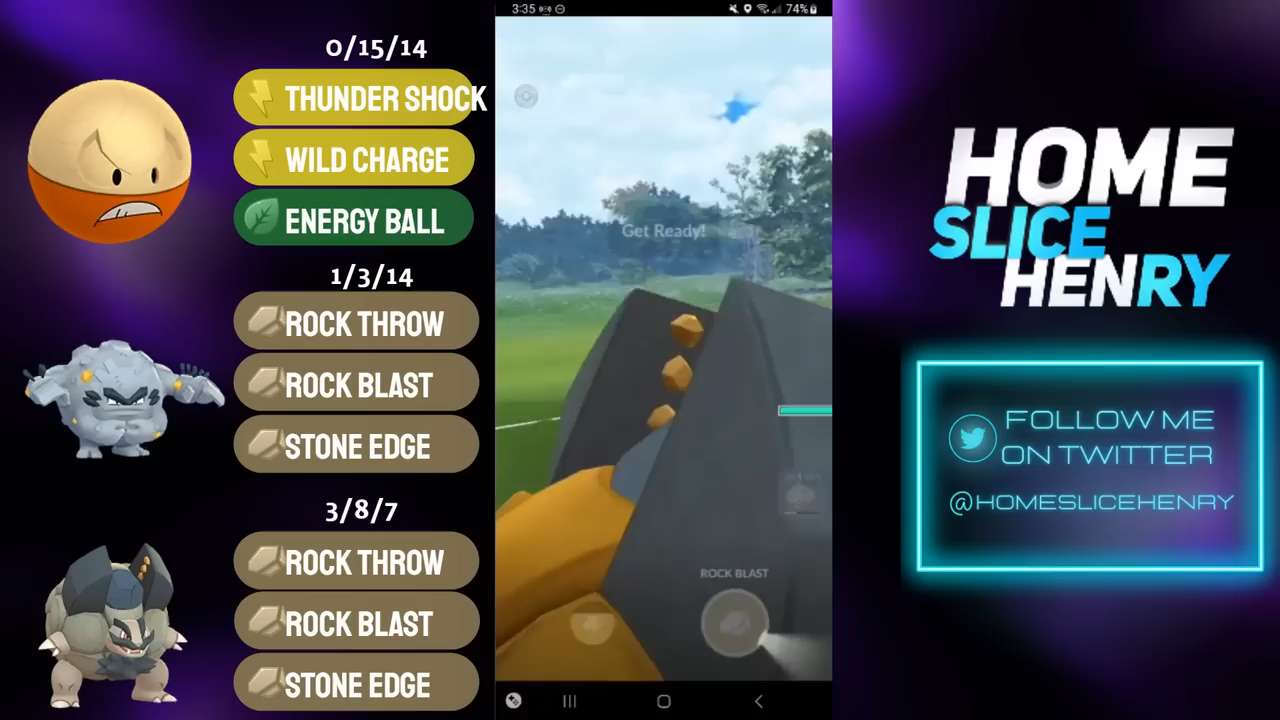 0/15/14
THUNDER SHOCK
WILD CHARGE
ENERGY BALL
1/3/14
ROCK THROW
ROCK BLAST
STONE EDGE
3/8/7
ROCK THROW
ROCK BLAST
STONE EDGE
3:35
74%
Get Ready!
ROCK BLAST
HOME
SLICE
HENRY
FOLLOW ME
ON TWITTER
@HOMESLICEHENRY